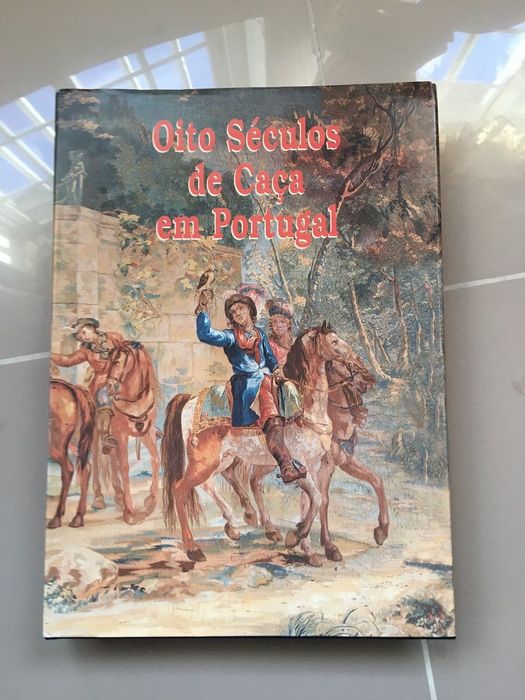 Oito Séculos
de Caça
em Portugal